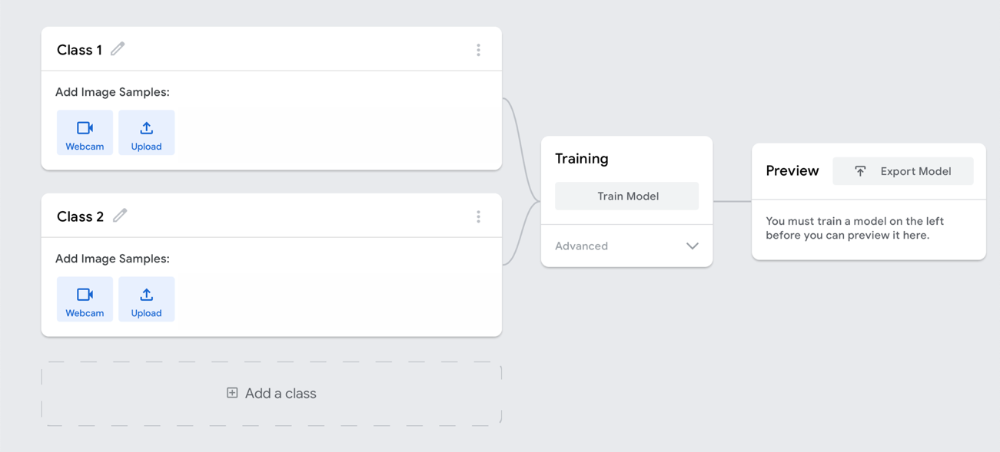 Class 1
Add Image Samples:
Webcam
Upload
Class 2
Add Image Samples:
Webcam
Upload
Add a class
Training
Train Model
Advanced
Preview
Export Model
You must train a model on the left
before you can preview it here.